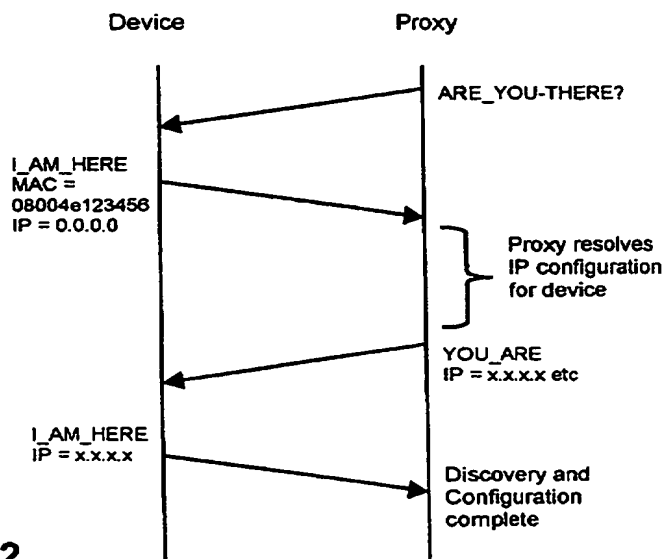 Device
Proxy
ARE_YOU-THERE?
I_AM_HERE
MAC =
08004e123456
IP = 0.0.0.0
Proxy resolves
IP configuration
for device
YOU_ARE
IP = x.x.x.x etc
I_AM_HERE
IP = x.x.x.x
Discovery and
Configuration
complete
2